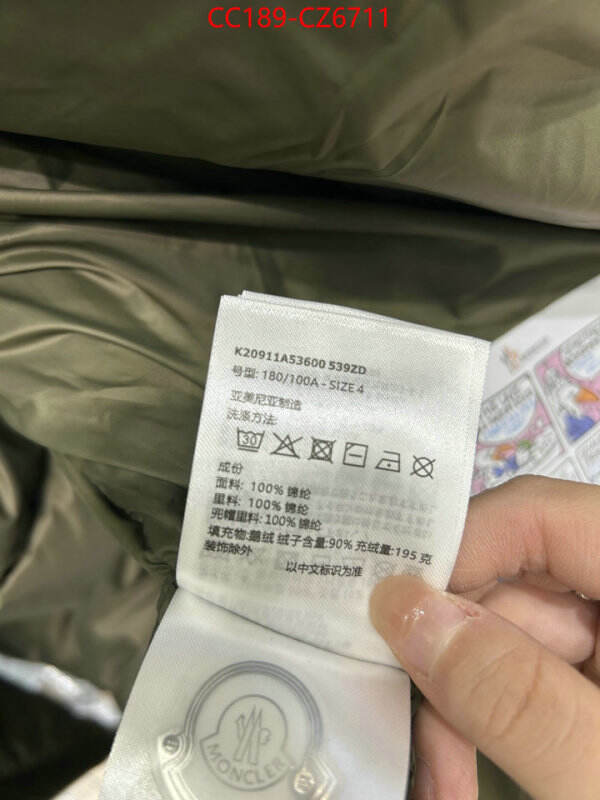 CC189-CZ6711
K20911A53600 539ZD
号型: 180/100A - SIZE 4
亚美尼亚制造
洗涤方法:
30
成份
面料: 100% 锦纶
里料: 100% 锦纶
兜帽里料: 100% 锦纶
填充物: 鹅绒 绒子含量:90% 充绒量: 195 克
装饰除外
以中文标识为准
MONCLER